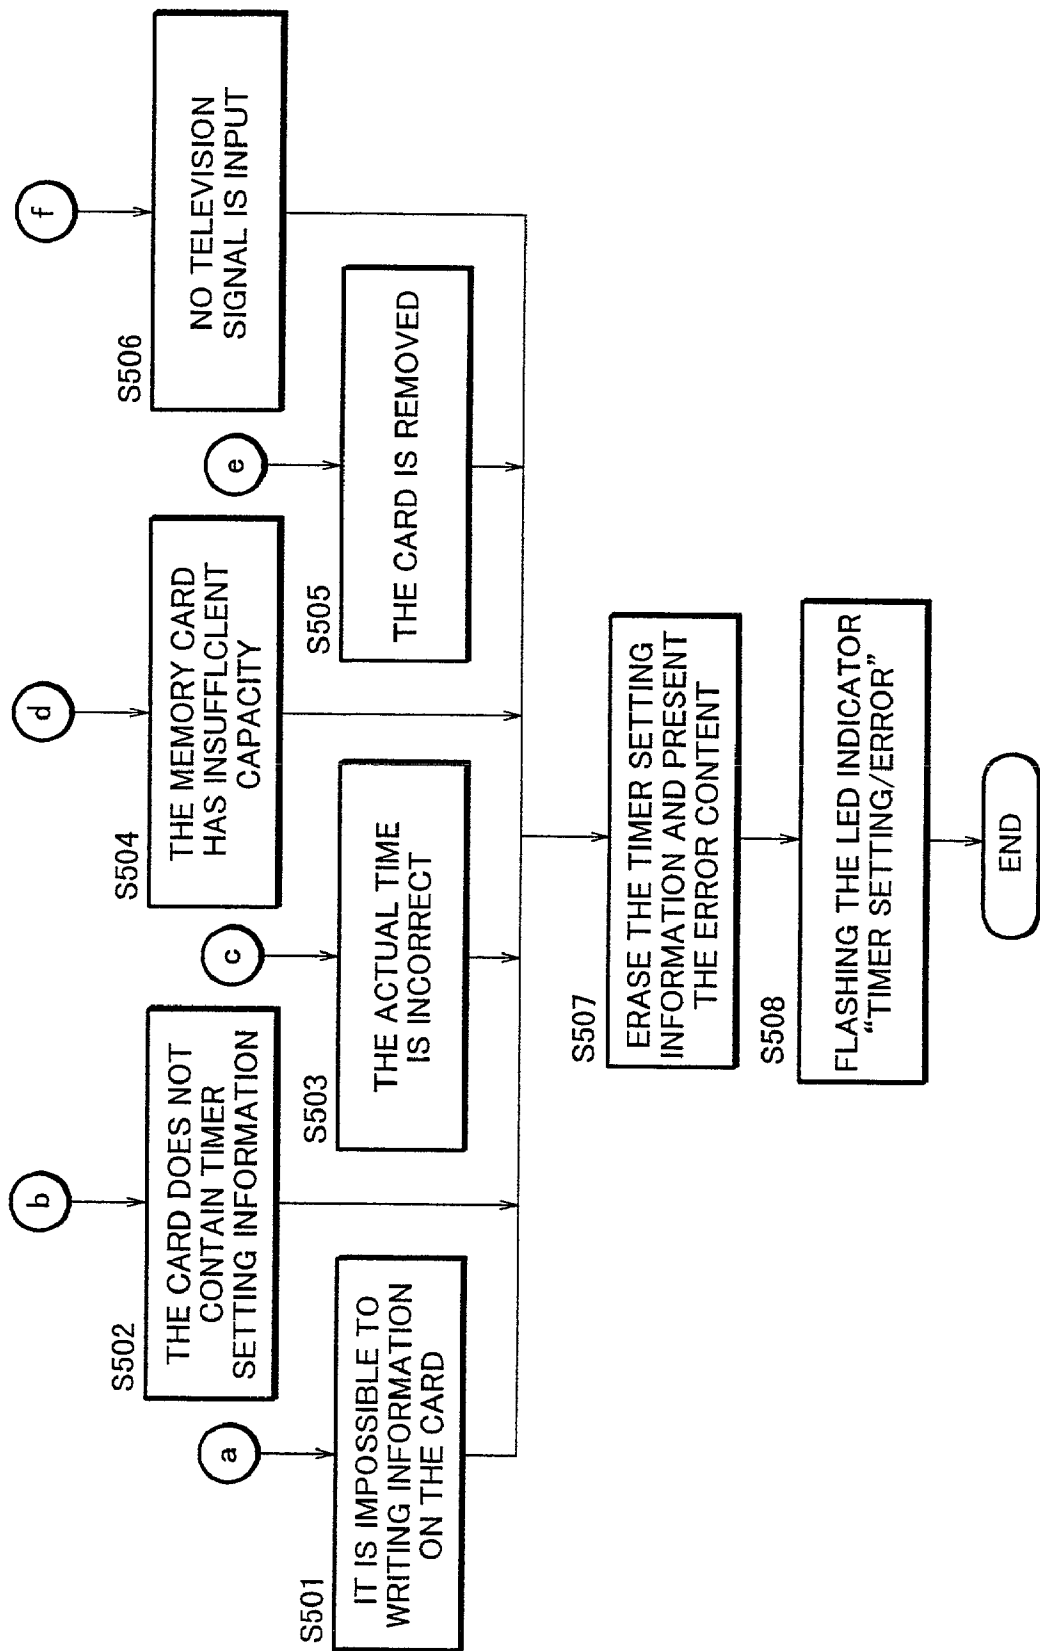 a
S501
IT IS IMPOSSIBLE TO
WRITING INFORMATION
ON THE CARD
b
S502
THE CARD DOES NOT
CONTAIN TIMER
SETTING INFORMATION
c
S503
THE ACTUAL TIME
IS INCORRECT
d
S504
THE MEMORY CARD
HAS INSUFFLCLENT
CAPACITY
e
S505
THE CARD IS REMOVED
f
S506
NO TELEVISION
SIGNAL IS INPUT
S507
ERASE THE TIMER SETTING
INFORMATION AND PRESENT
THE ERROR CONTENT
S508
FLASHING THE LED INDICATOR
“TIMER SETTING/ERROR”
END